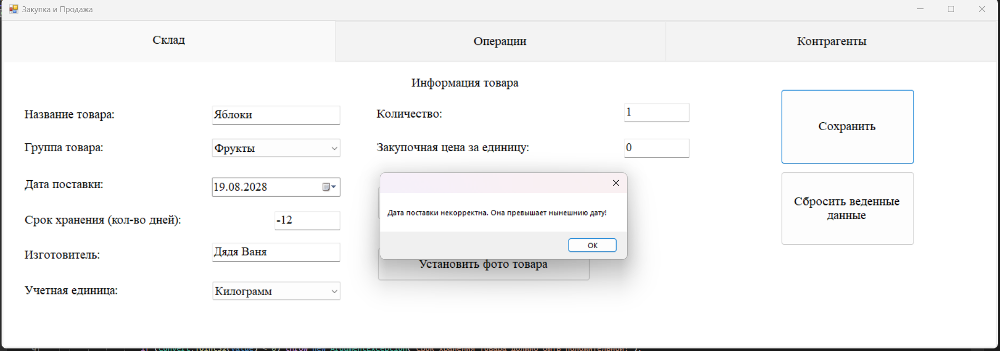 Закупка и Продажа
Склад
Операции
Контрагенты
Информация товара
Название товара:
Яблоки
Количество:
1
Сохранить
Группа товара:
Фрукты
Закупочная цена за единицу:
0
Дата поставки:
19.08.2028
Сбросить веденные
данные
Срок хранения (кол-во дней):
-12
Дата поставки некорректна. Она превышает нынешнию дату!
OK
Изготовитель:
Дядя Ваня
Установить фото товара
Учетная единица:
Килограмм